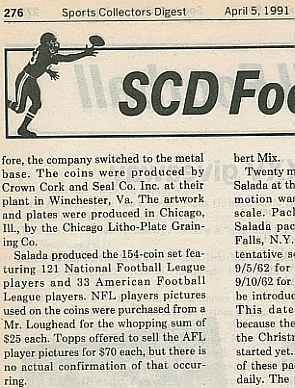 276 Sports Collectors Digest April 5, 1991
SCD Foo
fore, the company switched to the metal
base. The coins were produced by
Crown Cork and Seal Co. Inc. at their
plant in Winchester, Va. The artwork
and plates were produced in Chicago,
Ill., by the Chicago Litho-Plate Grain-
ing Co.
Salada produced the 154-coin set fea-
turing 121 National Football League
players and 33 American Football
League players. NFL players pictures
used on the coins were purchased from a
Mr. Loughead for the whopping sum of
$25 each. Topps offered to sell the AFL
player pictures for $70 each, but there is
no actual confirmation of that occur-
ring.
bert Mix.
Twenty m
Salada at th
motion was
scale. Pack
Salada pac
Falls, N.Y.
tentative s
9/5/62 for
9/10/62 for
be introduc
This date
because the
the Christm
started yet.
of these pa
daily. The